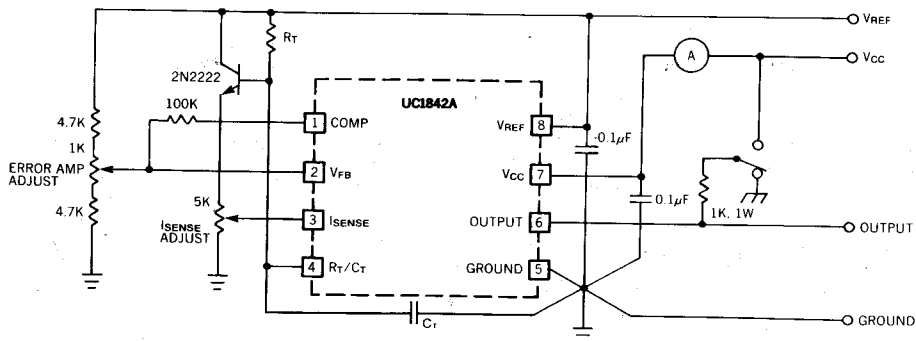 VREF
RT
A
VCC
2N2222
UC1842A
100K
1 COMP
VREF 8
0.1µF
4.7K
1K
ERROR AMP
ADJUST
2 VFB
VCC 7
0.1µF
4.7K
5K
ISENSE
ADJUST
3 ISENSE
OUTPUT 6
1K, 1W
OUTPUT
4 RT/CT
GROUND 5
CT
GROUND